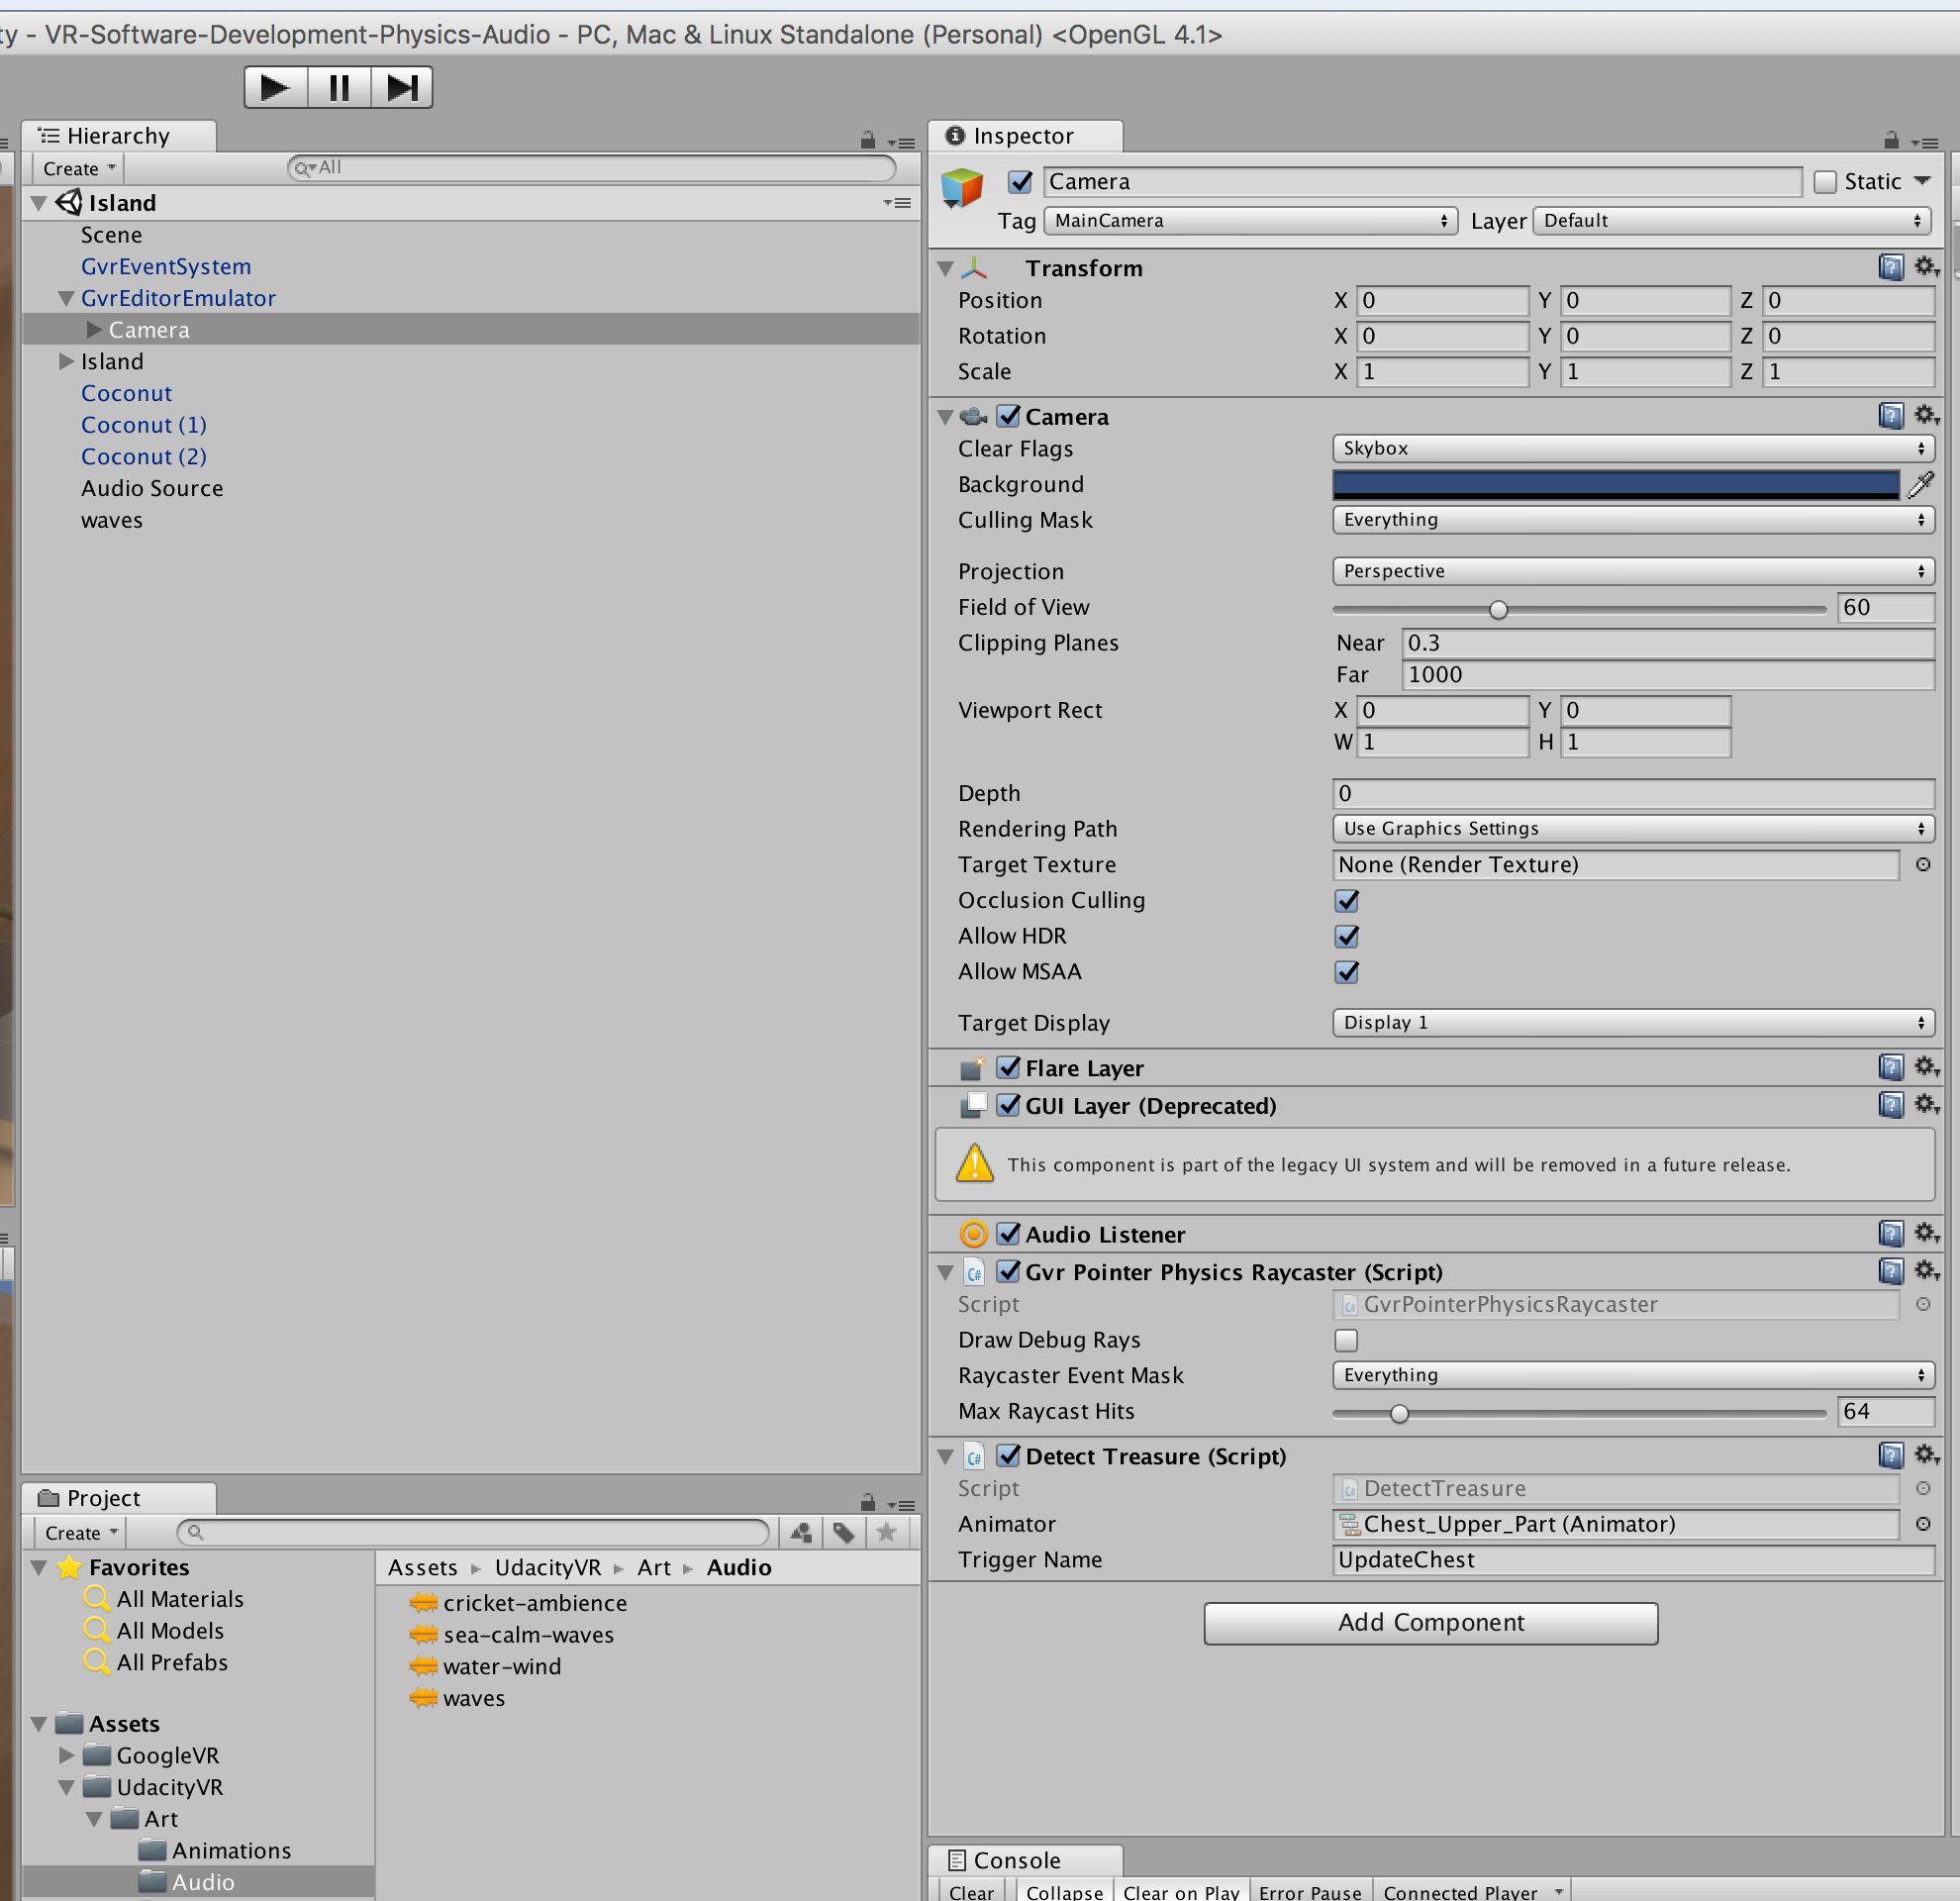 ty - VR-Software-Development-Physics-Audio - PC, Mac & Linux Standalone (Personal) <OpenGL 4.1>
Hierarchy
Create
All
Island
Scene
GvrEventSystem
GvrEditorEmulator
Camera
Island
Coconut
Coconut (1)
Coconut (2)
Audio Source
waves
Project
Create
Favorites
All Materials
All Models
All Prefabs
Assets
GoogleVR
UdacityVR
Art
Animations
Audio
Assets UdacityVR Art Audio
cricket-ambience
sea-calm-waves
water-wind
waves
Inspector
Camera
Static
Tag MainCamera Layer Default
Transform
Position X 0 Y 0 Z 0
Rotation X 0 Y 0 Z 0
Scale X 1 Y 1 Z 1
Camera
Clear Flags Skybox
Background
Culling Mask Everything
Projection Perspective
Field of View 60
Clipping Planes Near 0.3
Far 1000
Viewport Rect X 0 Y 0
W 1 H 1
Depth 0
Rendering Path Use Graphics Settings
Target Texture None (Render Texture)
Occlusion Culling
Allow HDR
Allow MSAA
Target Display Display 1
Flare Layer
GUI Layer (Deprecated)
This component is part of the legacy UI system and will be removed in a future release.
Audio Listener
Gvr Pointer Physics Raycaster (Script)
Script GvrPointerPhysicsRaycaster
Draw Debug Rays
Raycaster Event Mask Everything
Max Raycast Hits 64
Detect Treasure (Script)
Script DetectTreasure
Animator Chest_Upper_Part (Animator)
Trigger Name UpdateChest
Add Component
Console
Clear Collapse Clear on Play Error Pause Connected Player